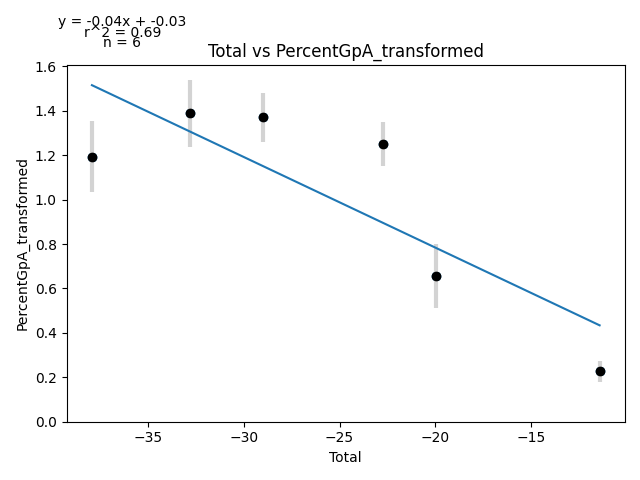 y = -0.04x + -0.03
r^2 = 0.69
n = 6
Total vs PercentGpA_transformed
1.6
1.4
1.2
1.0
0.8
0.6
0.4
0.2
0.0
PercentGpA_transformed
−35
−30
−25
−20
−15
Total